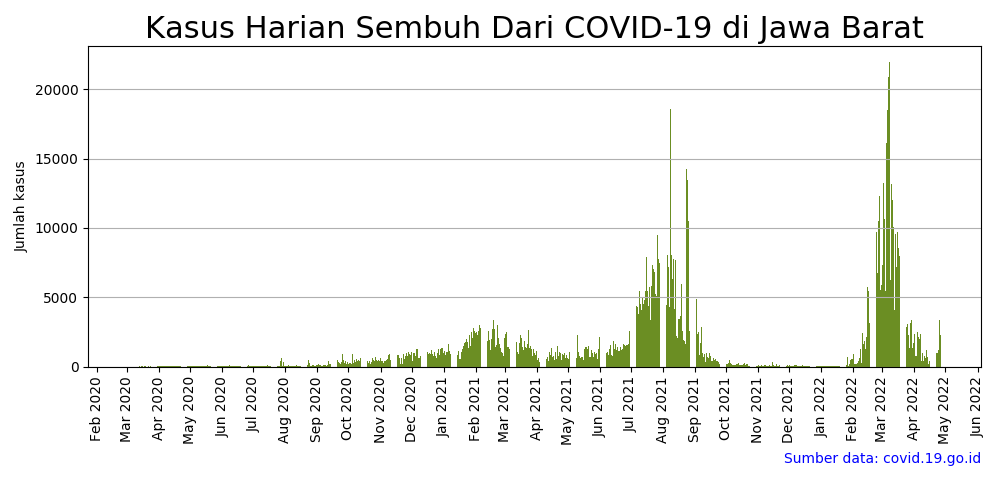 Kasus Harian Sembuh Dari COVID-19 di Jawa Barat
Jumlah kasus
20000
15000
10000
5000
0
Feb 2020
Mar 2020
Apr 2020
May 2020
Jun 2020
Jul 2020
Aug 2020
Sep 2020
Oct 2020
Nov 2020
Dec 2020
Jan 2021
Feb 2021
Mar 2021
Apr 2021
May 2021
Jun 2021
Jul 2021
Aug 2021
Sep 2021
Oct 2021
Nov 2021
Dec 2021
Jan 2022
Feb 2022
Mar 2022
Apr 2022
May 2022
Jun 2022
Sumber data: covid.19.go.id